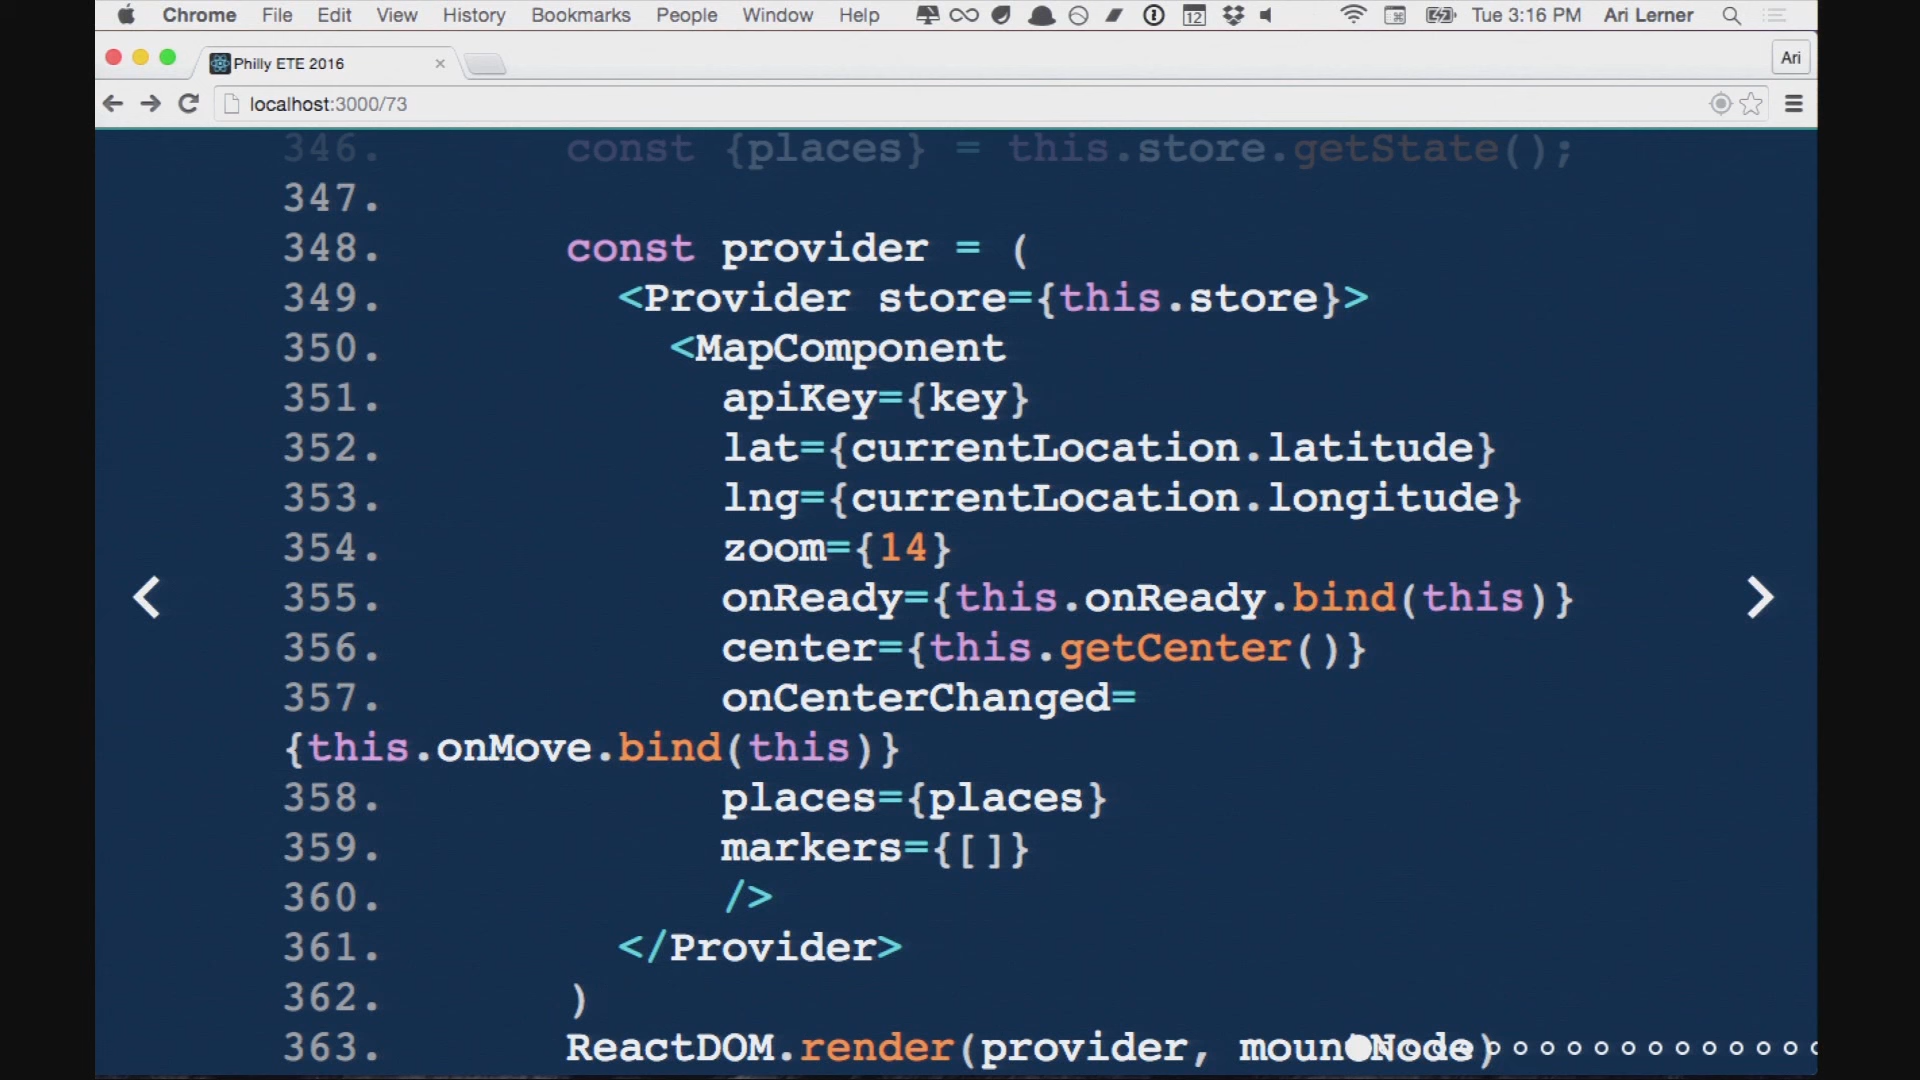 Chrome File Edit View History Bookmarks People Window Help 12 Tue 3:16 PM Ari Lerner
Philly ETE 2016
Ari
localhost:3000/73
346. const {places} = this.store.getState();
347.
348. const provider = (
349. <Provider store={this.store}>
350. <MapComponent
351. apiKey={key}
352. lat={currentLocation.latitude}
353. lng={currentLocation.longitude}
354. zoom={14}
355. onReady={this.onReady.bind(this)}
356. center={this.getCenter()}
357. onCenterChanged=
{this.onMove.bind(this)}
358. places={places}
359. markers={[]}
360. />
361. </Provider>
362. )
363. ReactDOM.render(provider, mountNode)